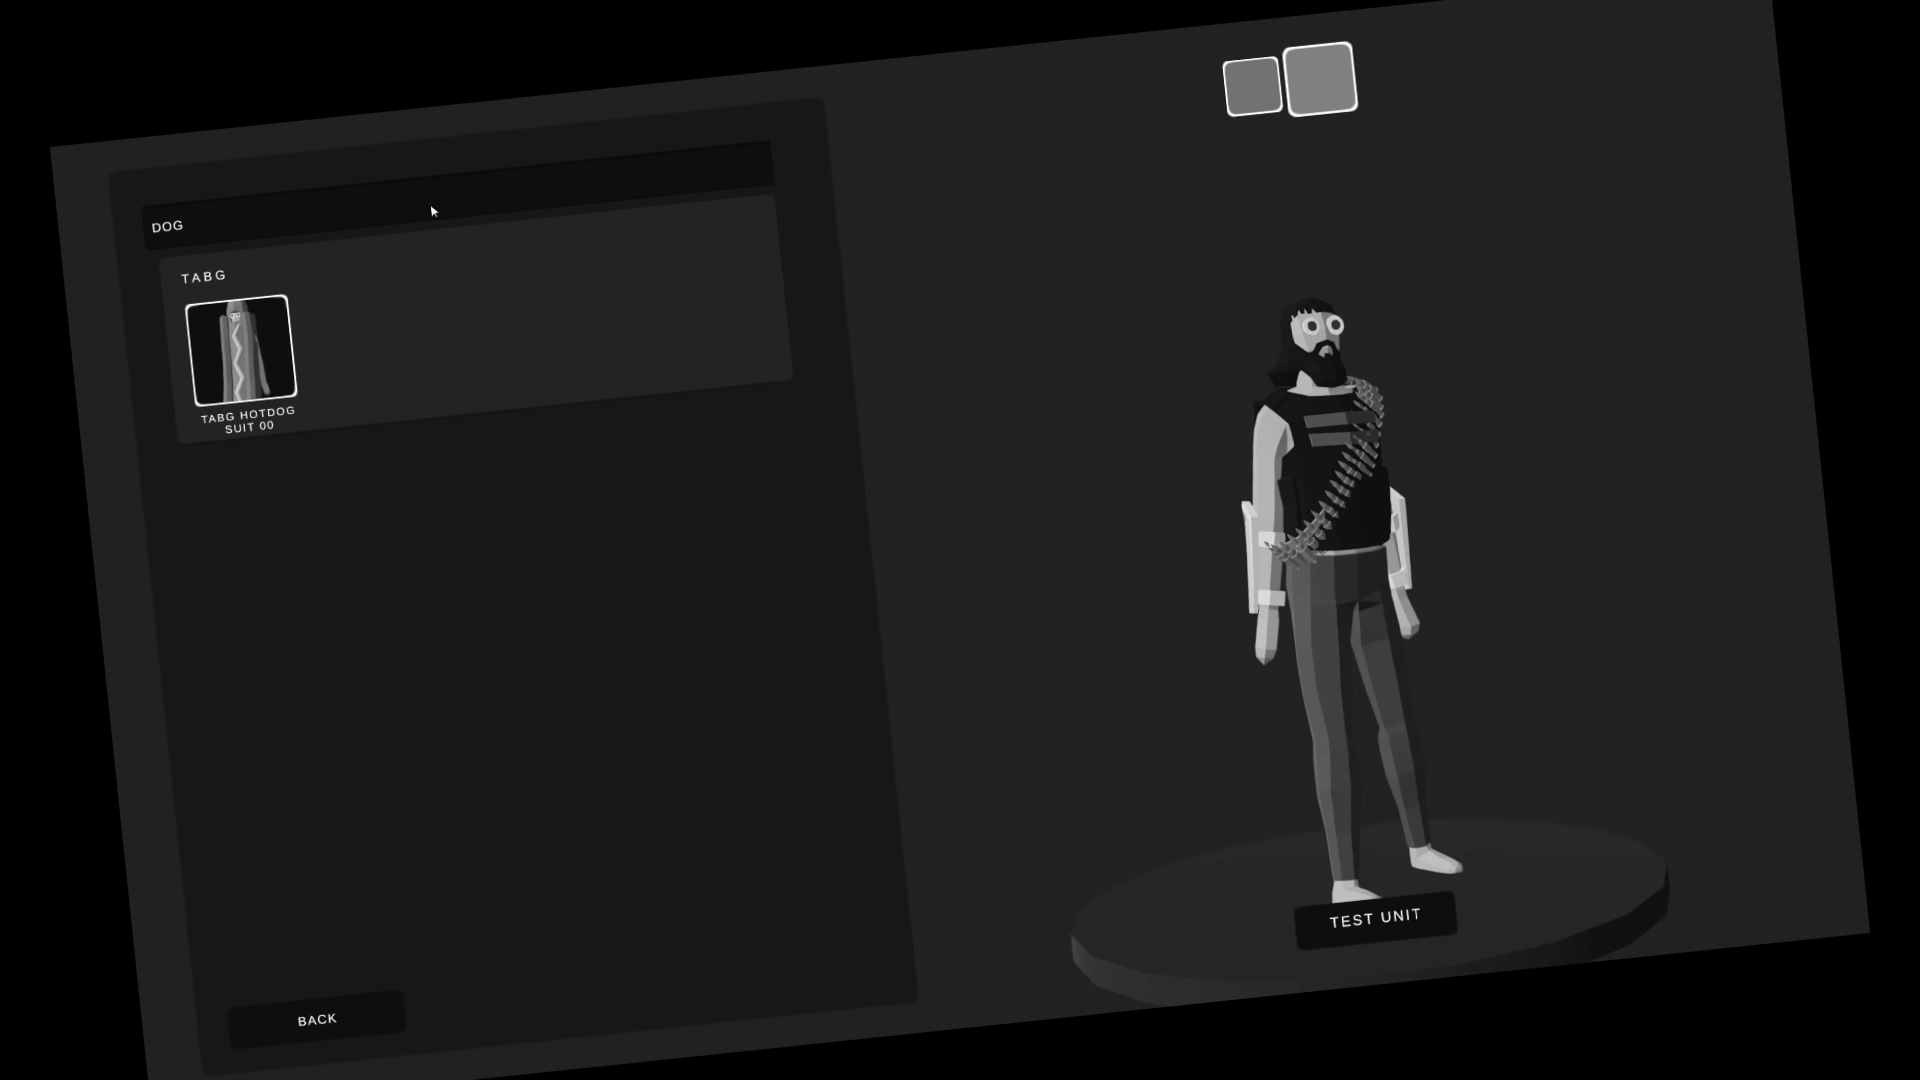 DOG
TABG
TABG HOTDOG
SUIT 00
TEST UNIT
BACK